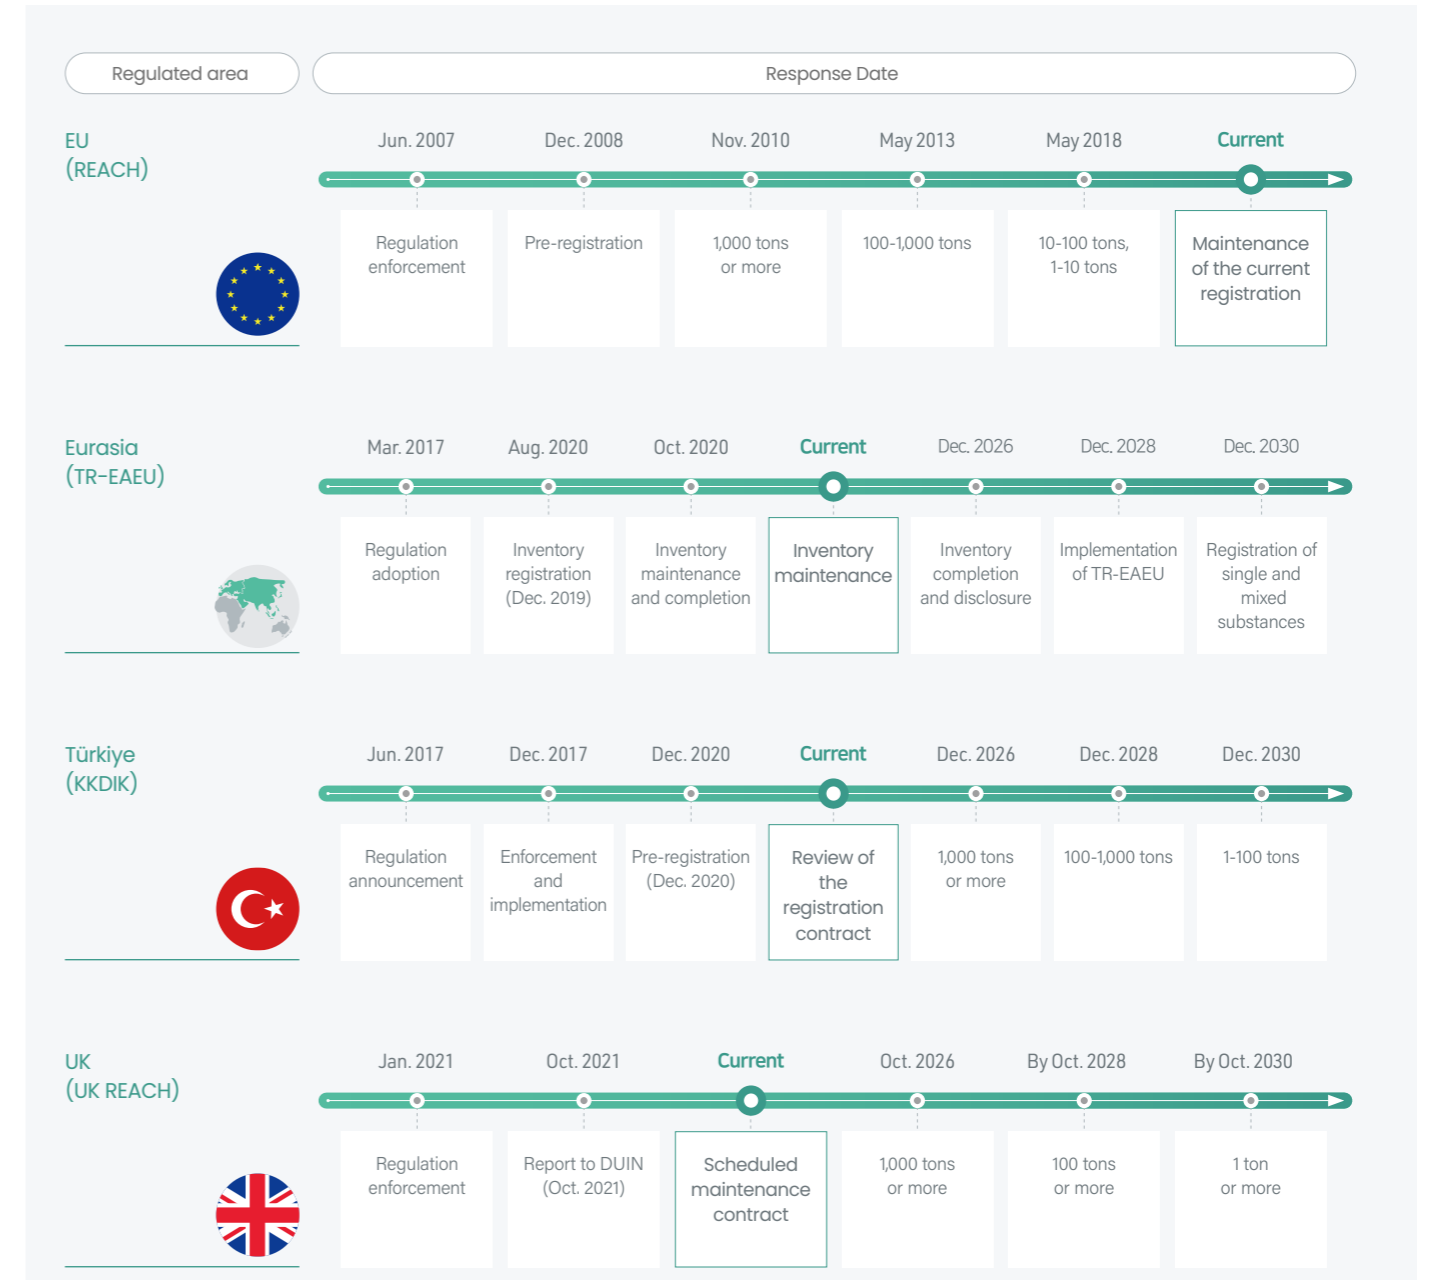 Regulated area
Response Date
EU
(REACH)
Jun. 2007
Dec. 2008
Nov. 2010
May 2013
May 2018
Current
Regulation
enforcement
Pre-registration
1,000 tons
or more
100-1,000 tons
10-100 tons,
1-10 tons
Maintenance
of the current
registration
Eurasia
(TR-EAEU)
Mar. 2017
Aug. 2020
Oct. 2020
Current
Dec. 2026
Dec. 2028
Dec. 2030
Regulation
adoption
Inventory
registration
(Dec. 2019)
Inventory
maintenance
and completion
Inventory
maintenance
Inventory
completion
and disclosure
Implementation
of TR-EAEU
Registration of
single and
mixed
substances
Türkiye
(KKDIK)
Jun. 2017
Dec. 2017
Dec. 2020
Current
Dec. 2026
Dec. 2028
Dec. 2030
Regulation
announcement
Enforcement
and
implementation
Pre-registration
(Dec. 2020)
Review of
the
registration
contract
1,000 tons
or more
100-1,000 tons
1-100 tons
UK
(UK REACH)
Jan. 2021
Oct. 2021
Current
Oct. 2026
By Oct. 2028
By Oct. 2030
Regulation
enforcement
Report to DUIN
(Oct. 2021)
Scheduled
maintenance
contract
1,000 tons
or more
100 tons
or more
1 ton
or more